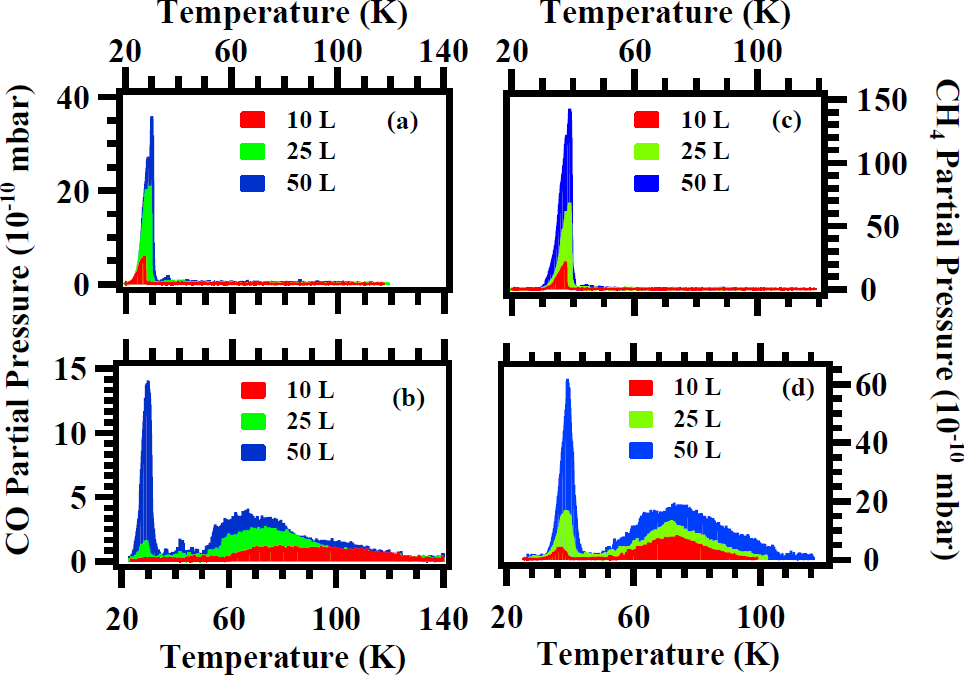 Temperature (K) Temperature (K)
20 60 100 140 20 60 100
CO Partial Pressure (10-10 mbar)
CH4 Partial Pressure (10-10 mbar)
40
20
0
10 L (a)
25 L
50 L
10 L (c)
25 L
50 L
150
100
50
0
15
10
5
0
10 L (b)
25 L
50 L
10 L (d)
25 L
50 L
60
40
20
0
20 60 100 140 20 60 100
Temperature (K) Temperature (K)